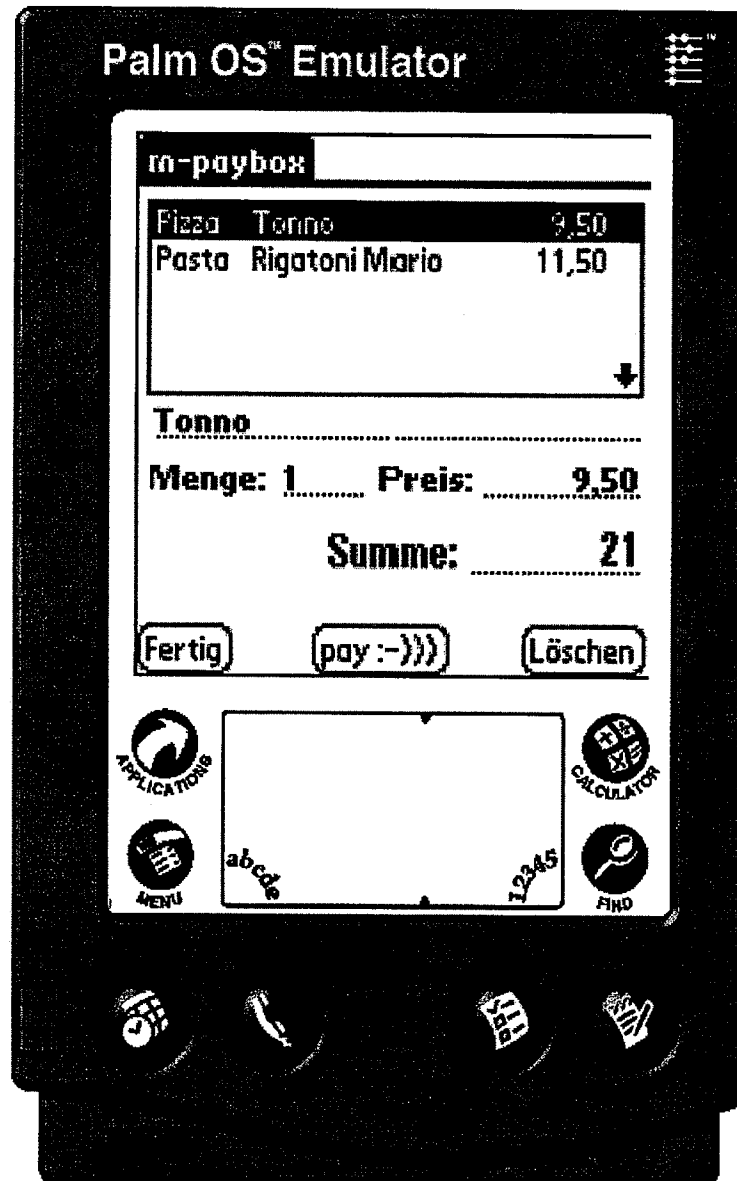 Palm OS™ Emulator
m-paybox
Pizza Tonno 9,50
Pasta Rigatoni Mario 11,50
Tonno
Menge: 1 Preis: 9,50
Summe: 21
Fertig pay :-))) Löschen
APPLICATIONS CALCULATOR
abcde 12345
MENU FIND